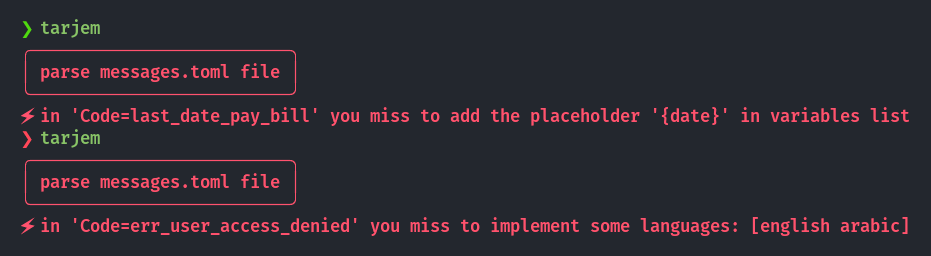 ❯ tarjem
parse messages.toml file
⚡in 'Code=last_date_pay_bill' you miss to add the placeholder '{date}' in variables list
❯ tarjem
parse messages.toml file
⚡in 'Code=err_user_access_denied' you miss to implement some languages: [english arabic]